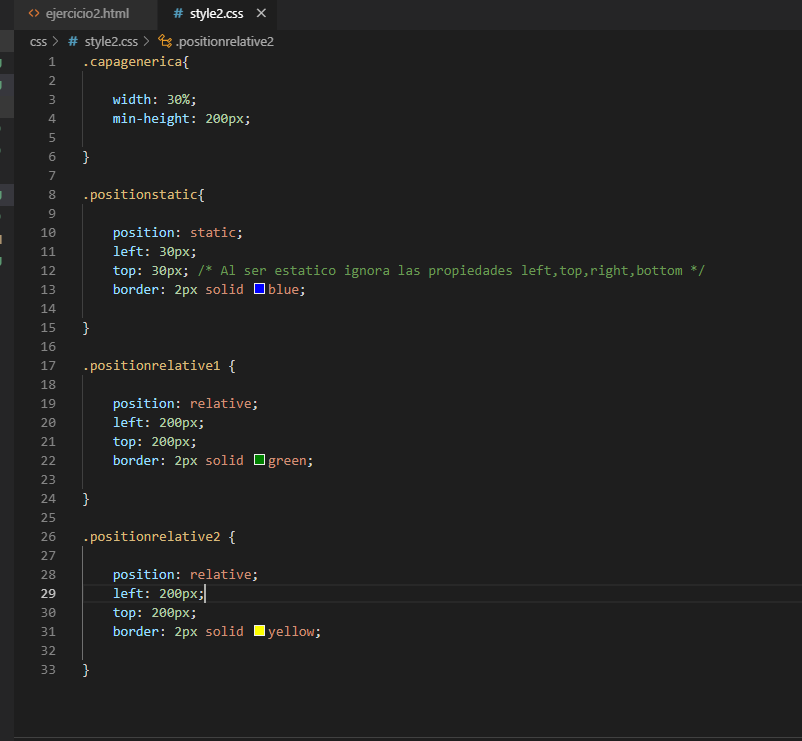 ejercicio2.html
style2.css
css > # style2.css > .positionrelative2
1 .capagenerica{
2
3 width: 30%;
4 min-height: 200px;
5
6 }
7
8 .positionstatic{
9
10 position: static;
11 left: 30px;
12 top: 30px; /* Al ser estatico ignora las propiedades left,top,right,bottom */
13 border: 2px solid blue;
14
15 }
16
17 .positionrelative1 {
18
19 position: relative;
20 left: 200px;
21 top: 200px;
22 border: 2px solid green;
23
24 }
25
26 .positionrelative2 {
27
28 position: relative;
29 left: 200px;
30 top: 200px;
31 border: 2px solid yellow;
32
33 }